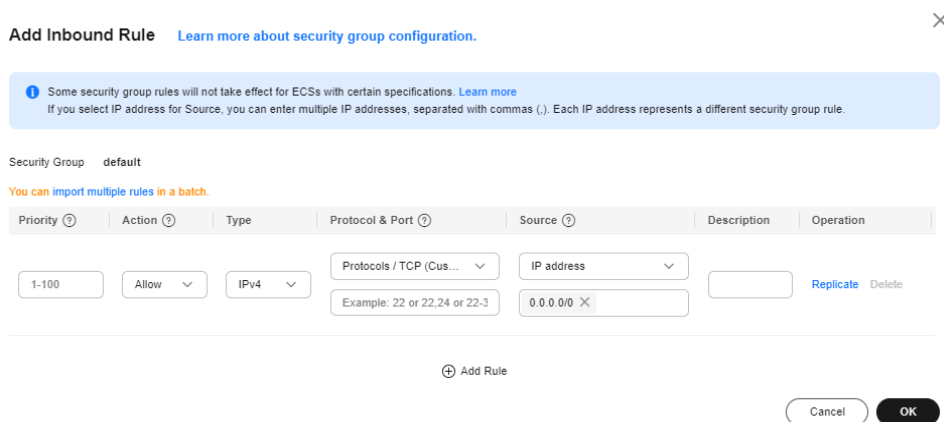 Add Inbound Rule Learn more about security group configuration.
Some security group rules will not take effect for ECSs with certain specifications. Learn more
If you select IP address for Source, you can enter multiple IP addresses, separated with commas (,). Each IP address represents a different security group rule.
Security Group default
You can import multiple rules in a batch.
Priority Action Type Protocol & Port Source Description Operation
Protocols / TCP (Cus... IP address
1-100 Allow IPv4 Replicate Delete
Example: 22 or 22,24 or 22-3 0.0.0.0/0
Add Rule
Cancel OK